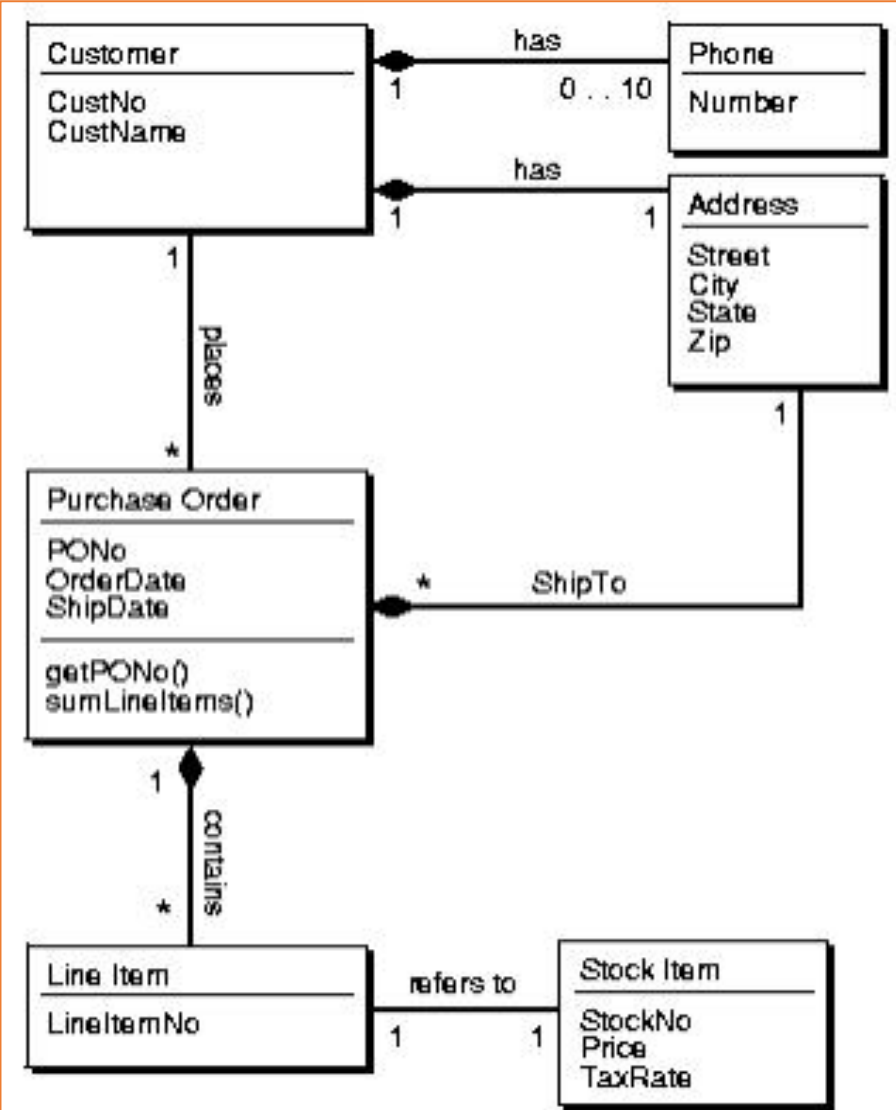 Customer
CustNo
CustName
has
1
0 . . 10
Phone
Number
has
1
1
Address
Street
City
State
Zip
1
places
*
1
Purchase Order
PONo
OrderDate
ShipDate
getPONo()
sumLineItems()
*
ShipTo
1
contains
*
Line Item
LineItemNo
refers to
1
1
Stock Item
StockNo
Price
TaxRate